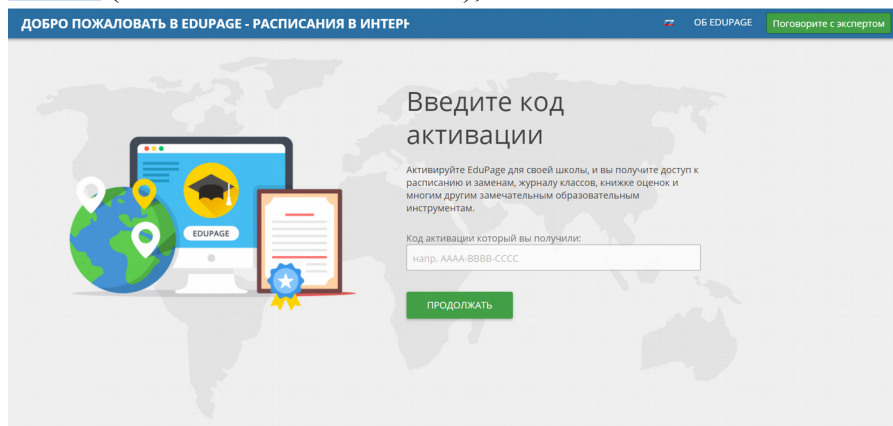 ДОБРО ПОЖАЛОВАТЬ В EDUPAGE - РАСПИСАНИЯ В ИНТЕР
ОБ EDUPAGE
Поговорите с экспертом
Введите код
активации
Активируйте EduPage для своей школы, и вы получите доступ к
расписанию и заменам, журналу классов, книжке оценок и
многим другим замечательным образовательным
инструментам.
Код активации который вы получили:
напр. AAAA-BBBB-CCCC
EDUPAGE
ПРОДОЛЖАТЬ